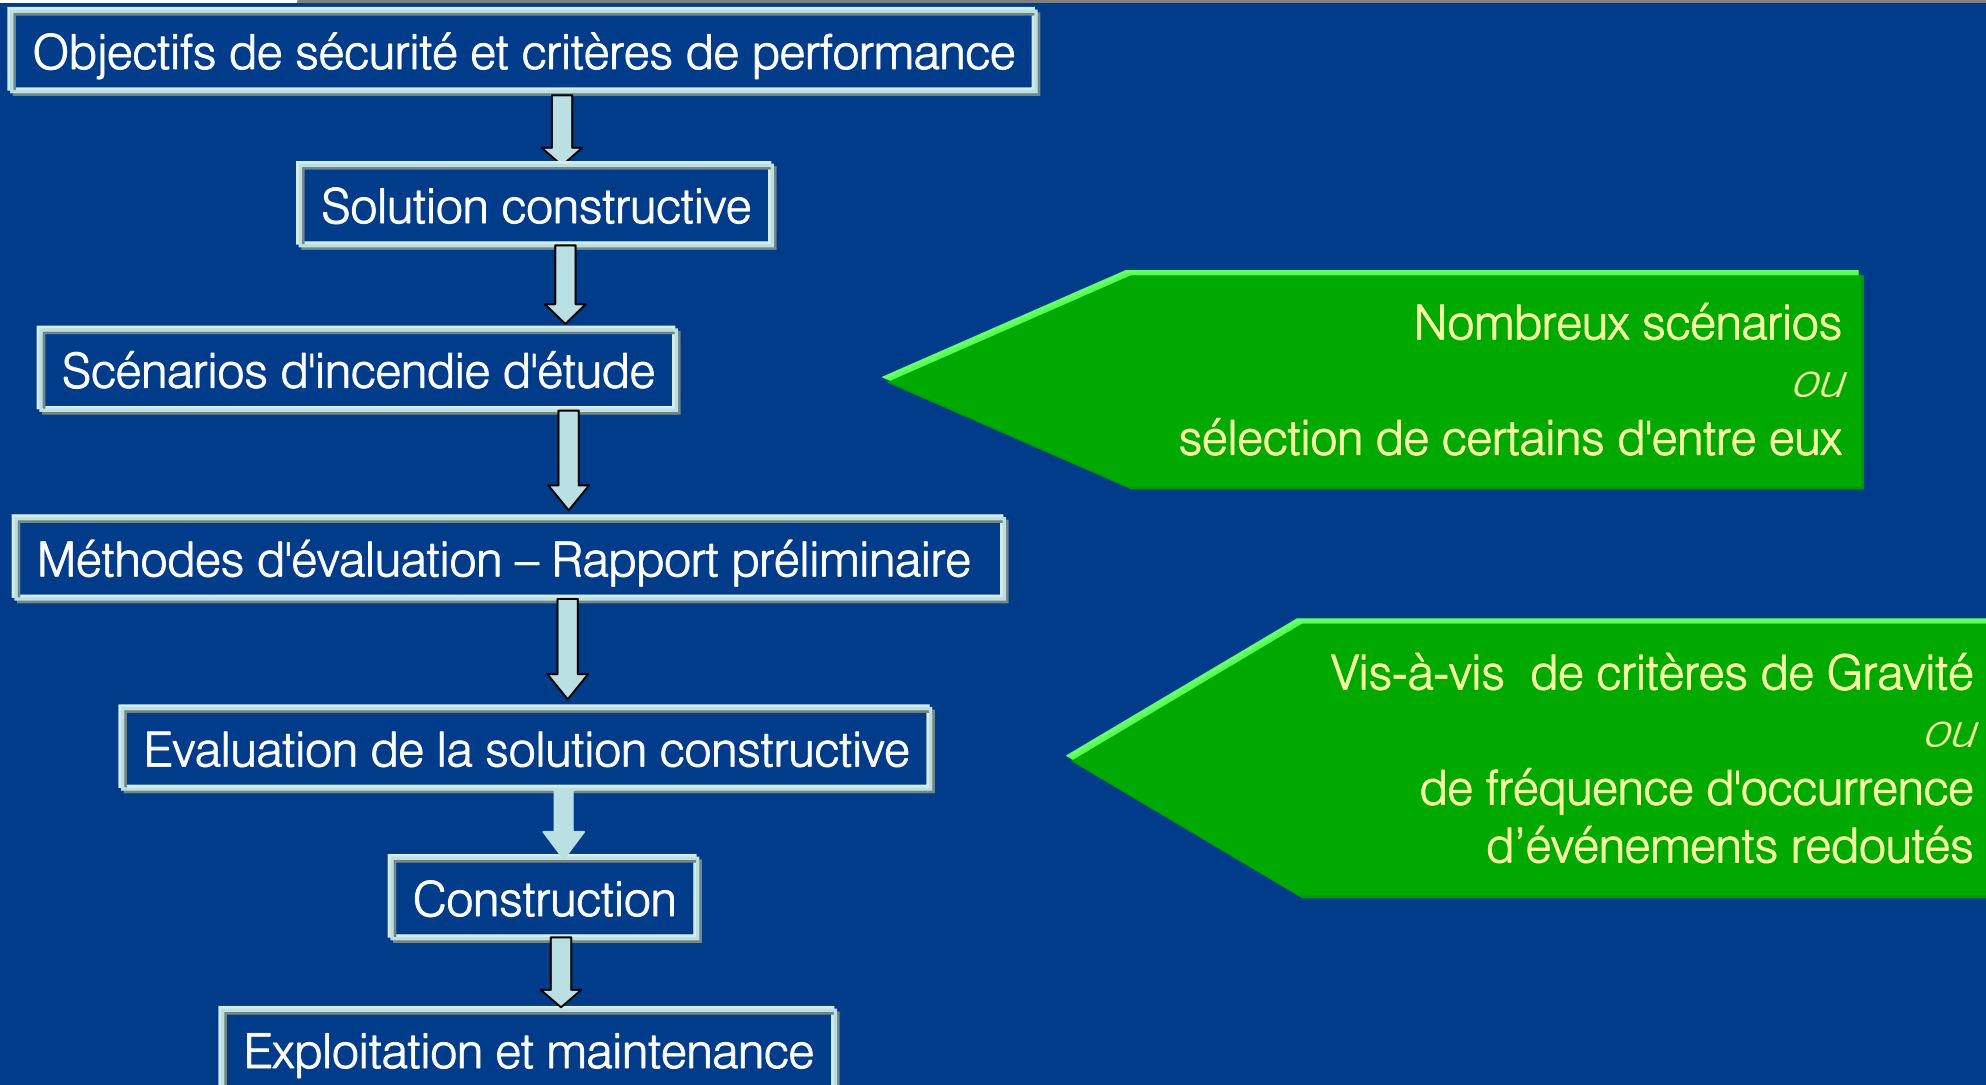 Objectifs de sécurité et critères de performance
Solution constructive
Scénarios d'incendie d'étude
Nombreux scénarios
ou
sélection de certains d'entre eux
Méthodes d'évaluation – Rapport préliminaire
Evaluation de la solution constructive
Vis-à-vis de critères de Gravité
ou
de fréquence d'occurrence
d’événements redoutés
Construction
Exploitation et maintenance